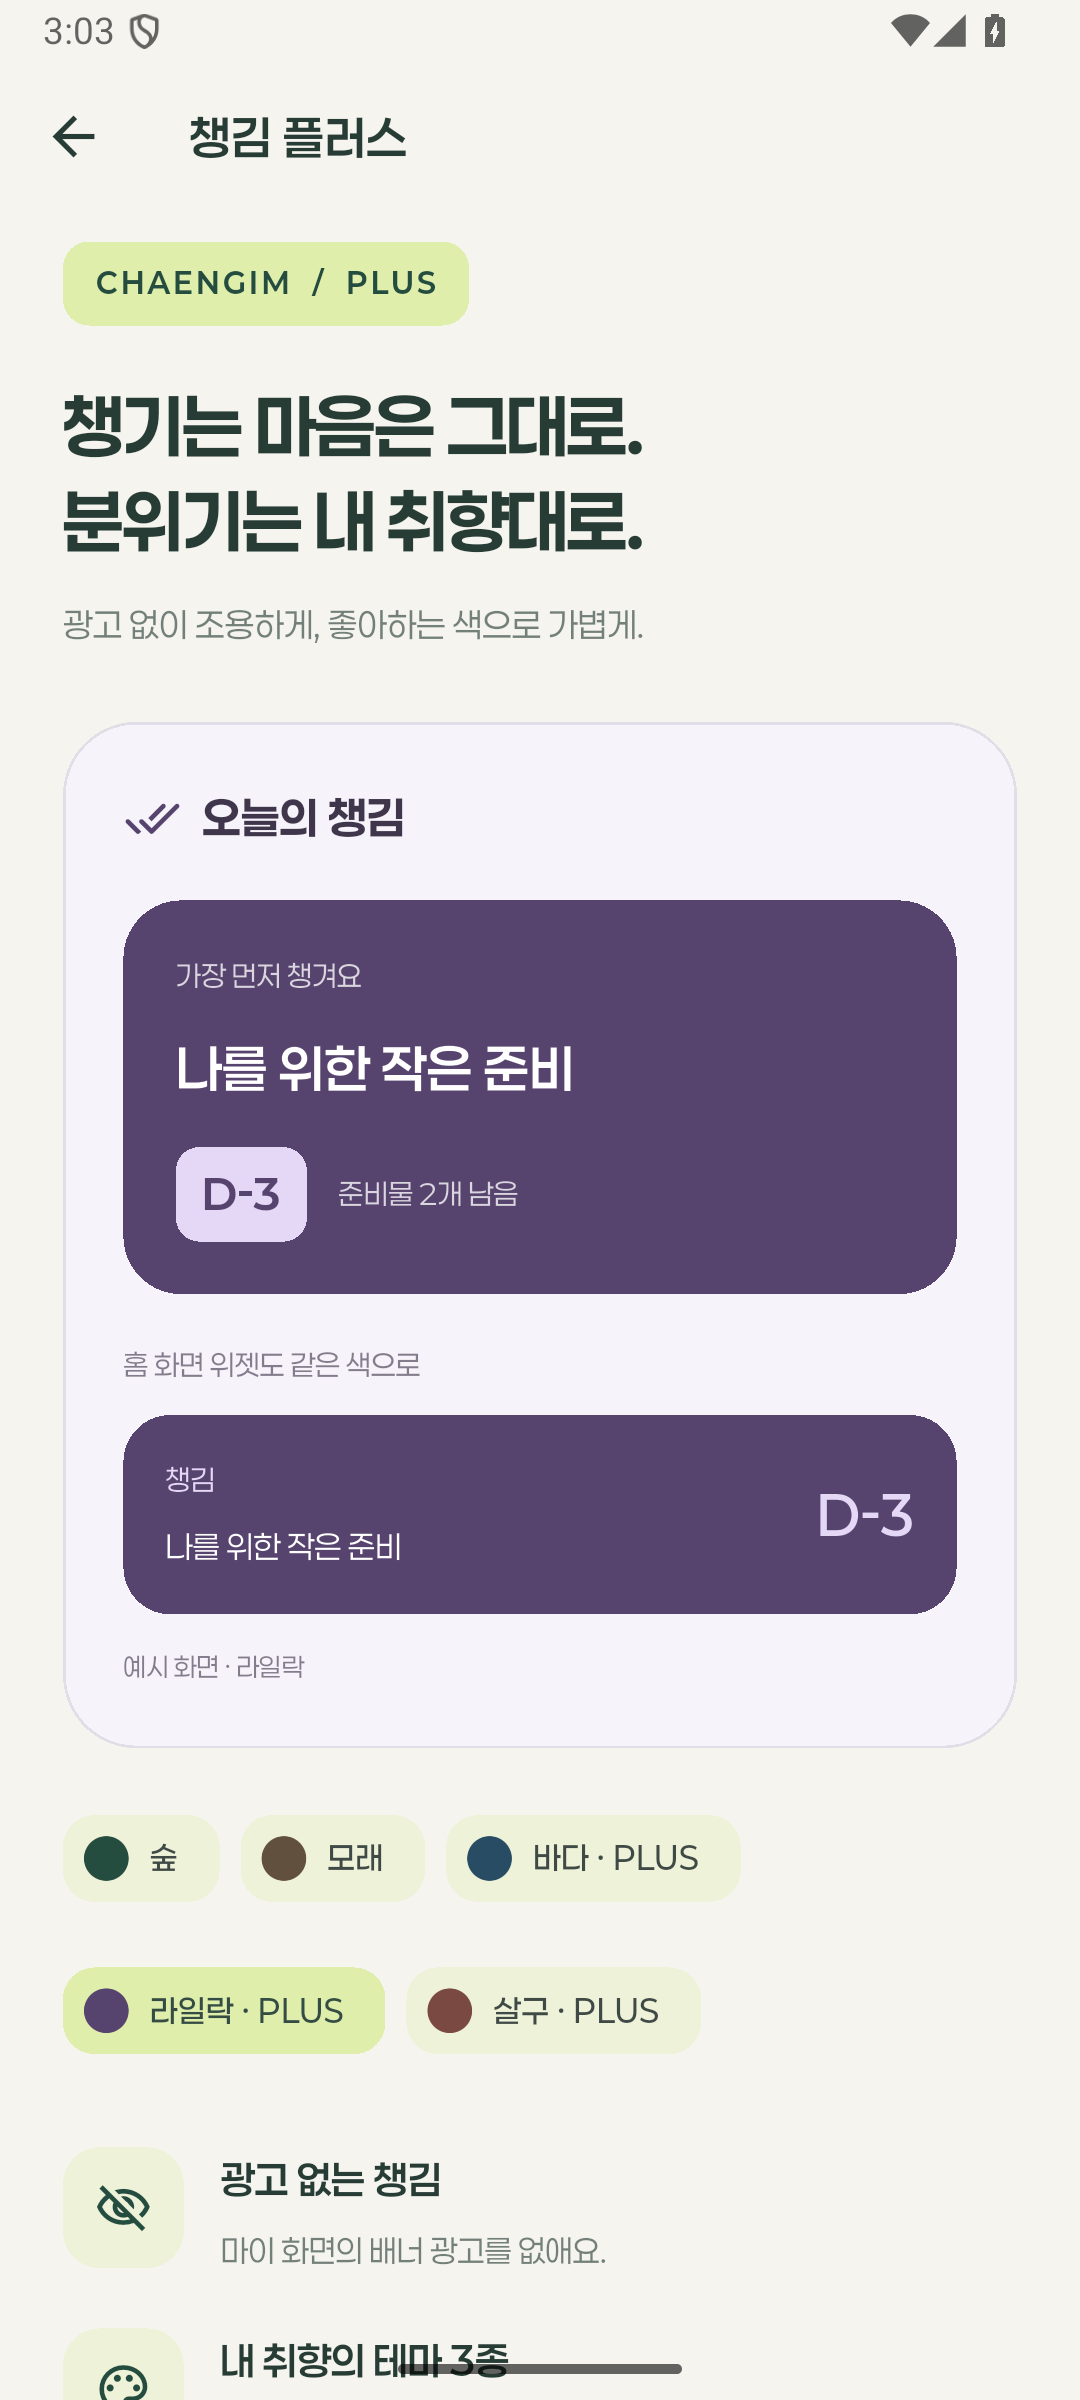 3:03
챙김 플러스
CHAENGIM / PLUS
챙기는 마음은 그대로.
분위기는 내 취향대로.
광고 없이 조용하게, 좋아하는 색으로 가볍게.
오늘의 챙김
가장 먼저 챙겨요
나를 위한 작은 준비
D-3 준비물 2개 남음
홈 화면 위젯도 같은 색으로
챙김
나를 위한 작은 준비
D-3
예시 화면 · 라일락
숲 모래 바다 · PLUS
라일락 · PLUS 살구 · PLUS
광고 없는 챙김
마이 화면의 배너 광고를 없애요.
내 취향의 테마 3종